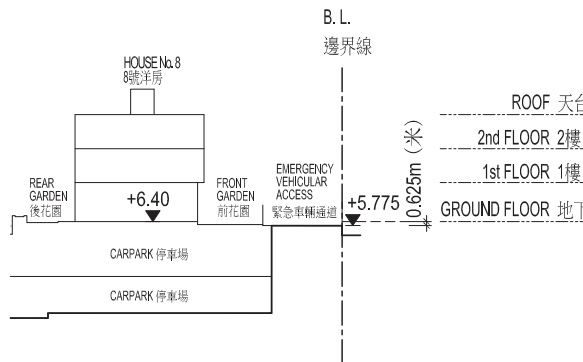 B. L.
邊界線
HOUSE No. 8
8號洋房
ROOF 天台
2nd FLOOR 2樓
1st FLOOR 1樓
GROUND FLOOR 地下
0.625m (米)
REAR
GARDEN
後花園
+6.40
FRONT
GARDEN
前花園
EMERGENCY
VEHICULAR
ACCESS
緊急車輛通道
+5.775
CARPARK 停車場
CARPARK 停車場